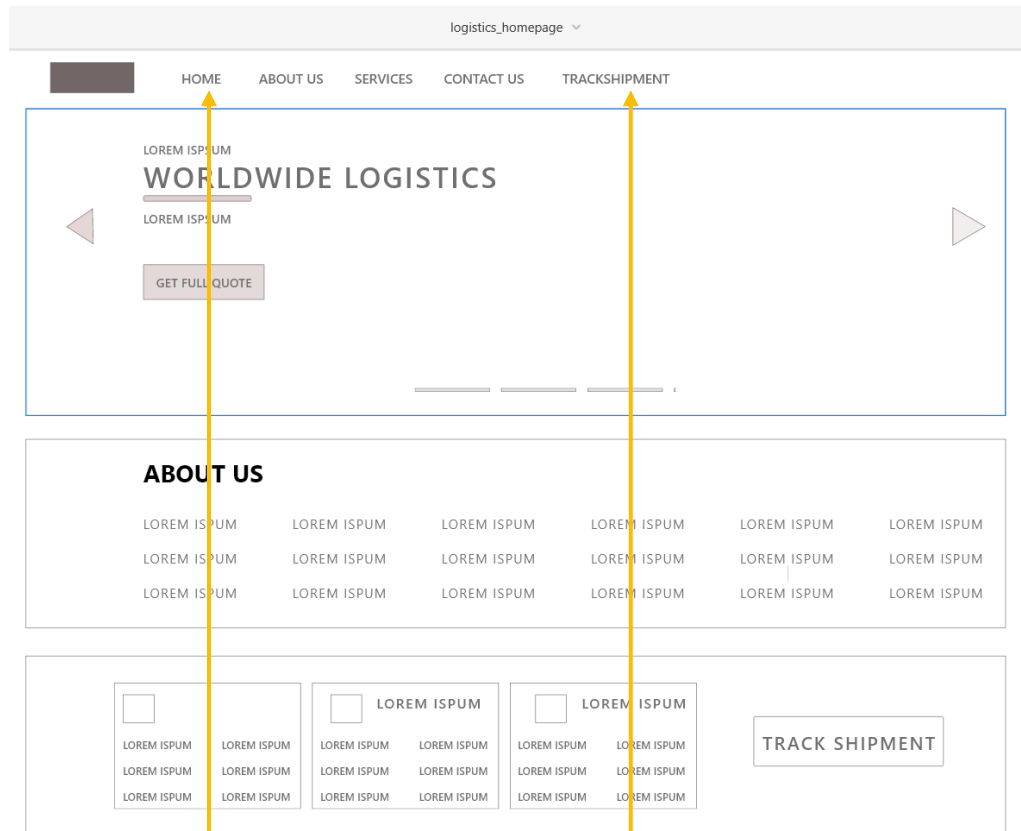 logistics_homepage
HOME ABOUT US SERVICES CONTACT US TRACKSHIPMENT
LOREM ISPSUM
WORLDWIDE LOGISTICS
LOREM ISPSUM
GET FULL QUOTE
ABOUT US
LOREM ISPUM LOREM ISPUM LOREM ISPUM LOREM ISPUM LOREM ISPUM LOREM ISPUM
LOREM ISPUM LOREM ISPUM LOREM ISPUM LOREM ISPUM LOREM ISPUM LOREM ISPUM
LOREM ISPUM LOREM ISPUM LOREM ISPUM LOREM ISPUM LOREM ISPUM LOREM ISPUM
LOREM ISPUM LOREM ISPUM
TRACK SHIPMENT
LOREM ISPUM LOREM ISPUM LOREM ISPUM LOREM ISPUM LOREM ISPUM LOREM ISPUM
LOREM ISPUM LOREM ISPUM LOREM ISPUM LOREM ISPUM LOREM ISPUM LOREM ISPUM
LOREM ISPUM LOREM ISPUM LOREM ISPUM LOREM ISPUM LOREM ISPUM LOREM ISPUM